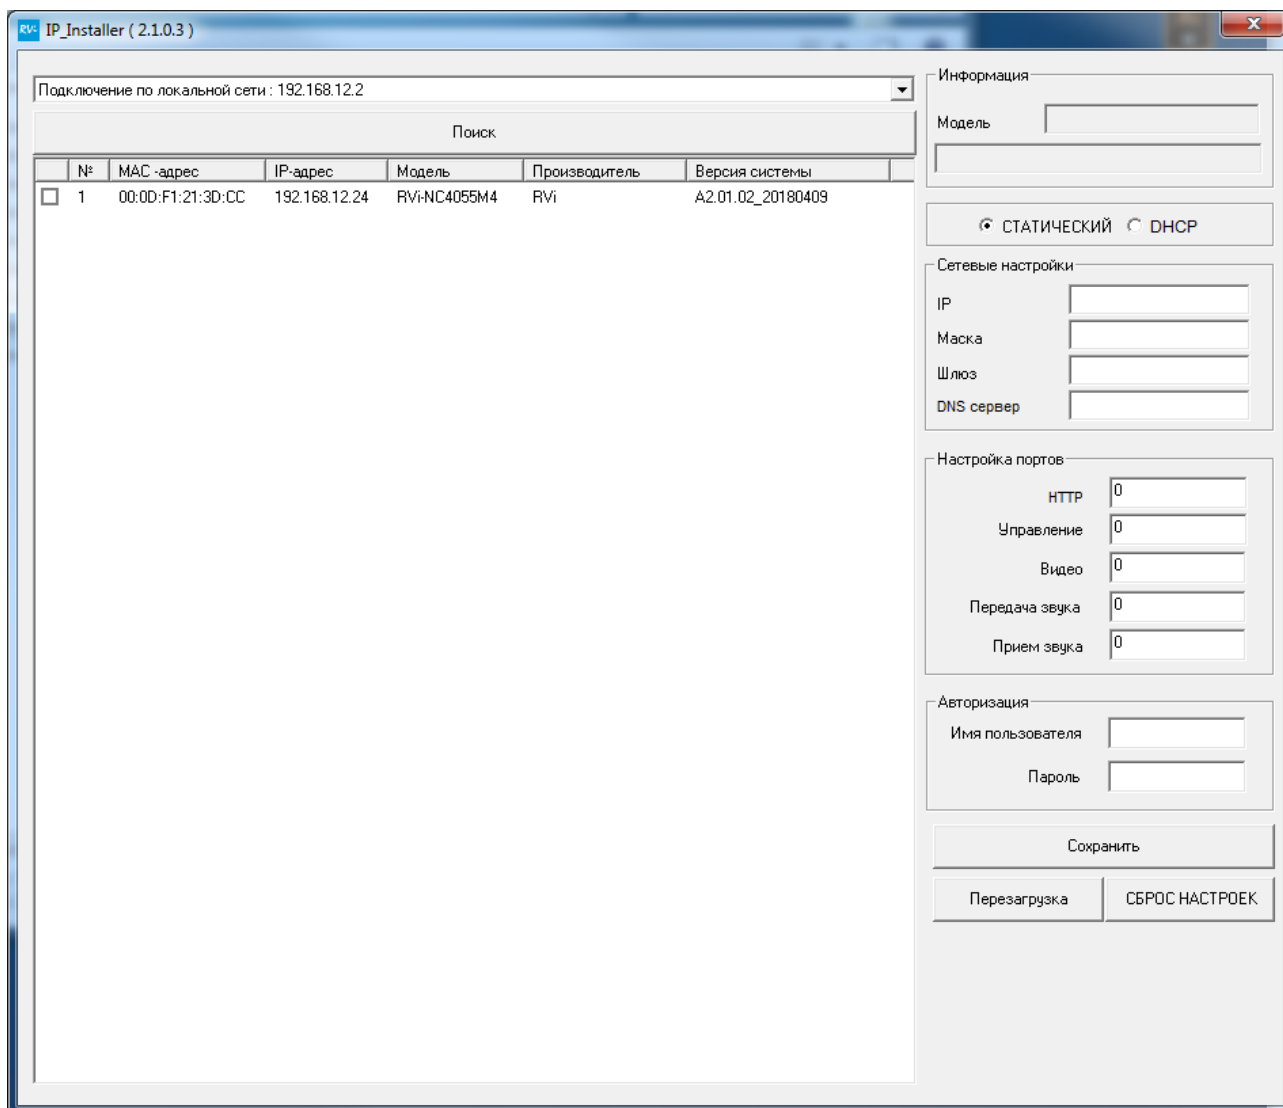 RVi IP_Installer ( 2.1.0.3 )
Подключение по локальной сети : 192.168.12.2
Поиск
№ MAC -адрес IP-адрес Модель Производитель Версия системы
1 00:0D:F1:21:3D:CC 192.168.12.24 RVi-NC4055M4 RVi A2.01.02_20180409
Информация
Модель
СТАТИЧЕСКИЙ DHCP
Сетевые настройки
IP
Маска
Шлюз
DNS сервер
Настройка портов
HTTP 0
Управление 0
Видео 0
Передача звука 0
Прием звука 0
Авторизация
Имя пользователя
Пароль
Сохранить
Перезагрузка СБРОС НАСТРОЕК